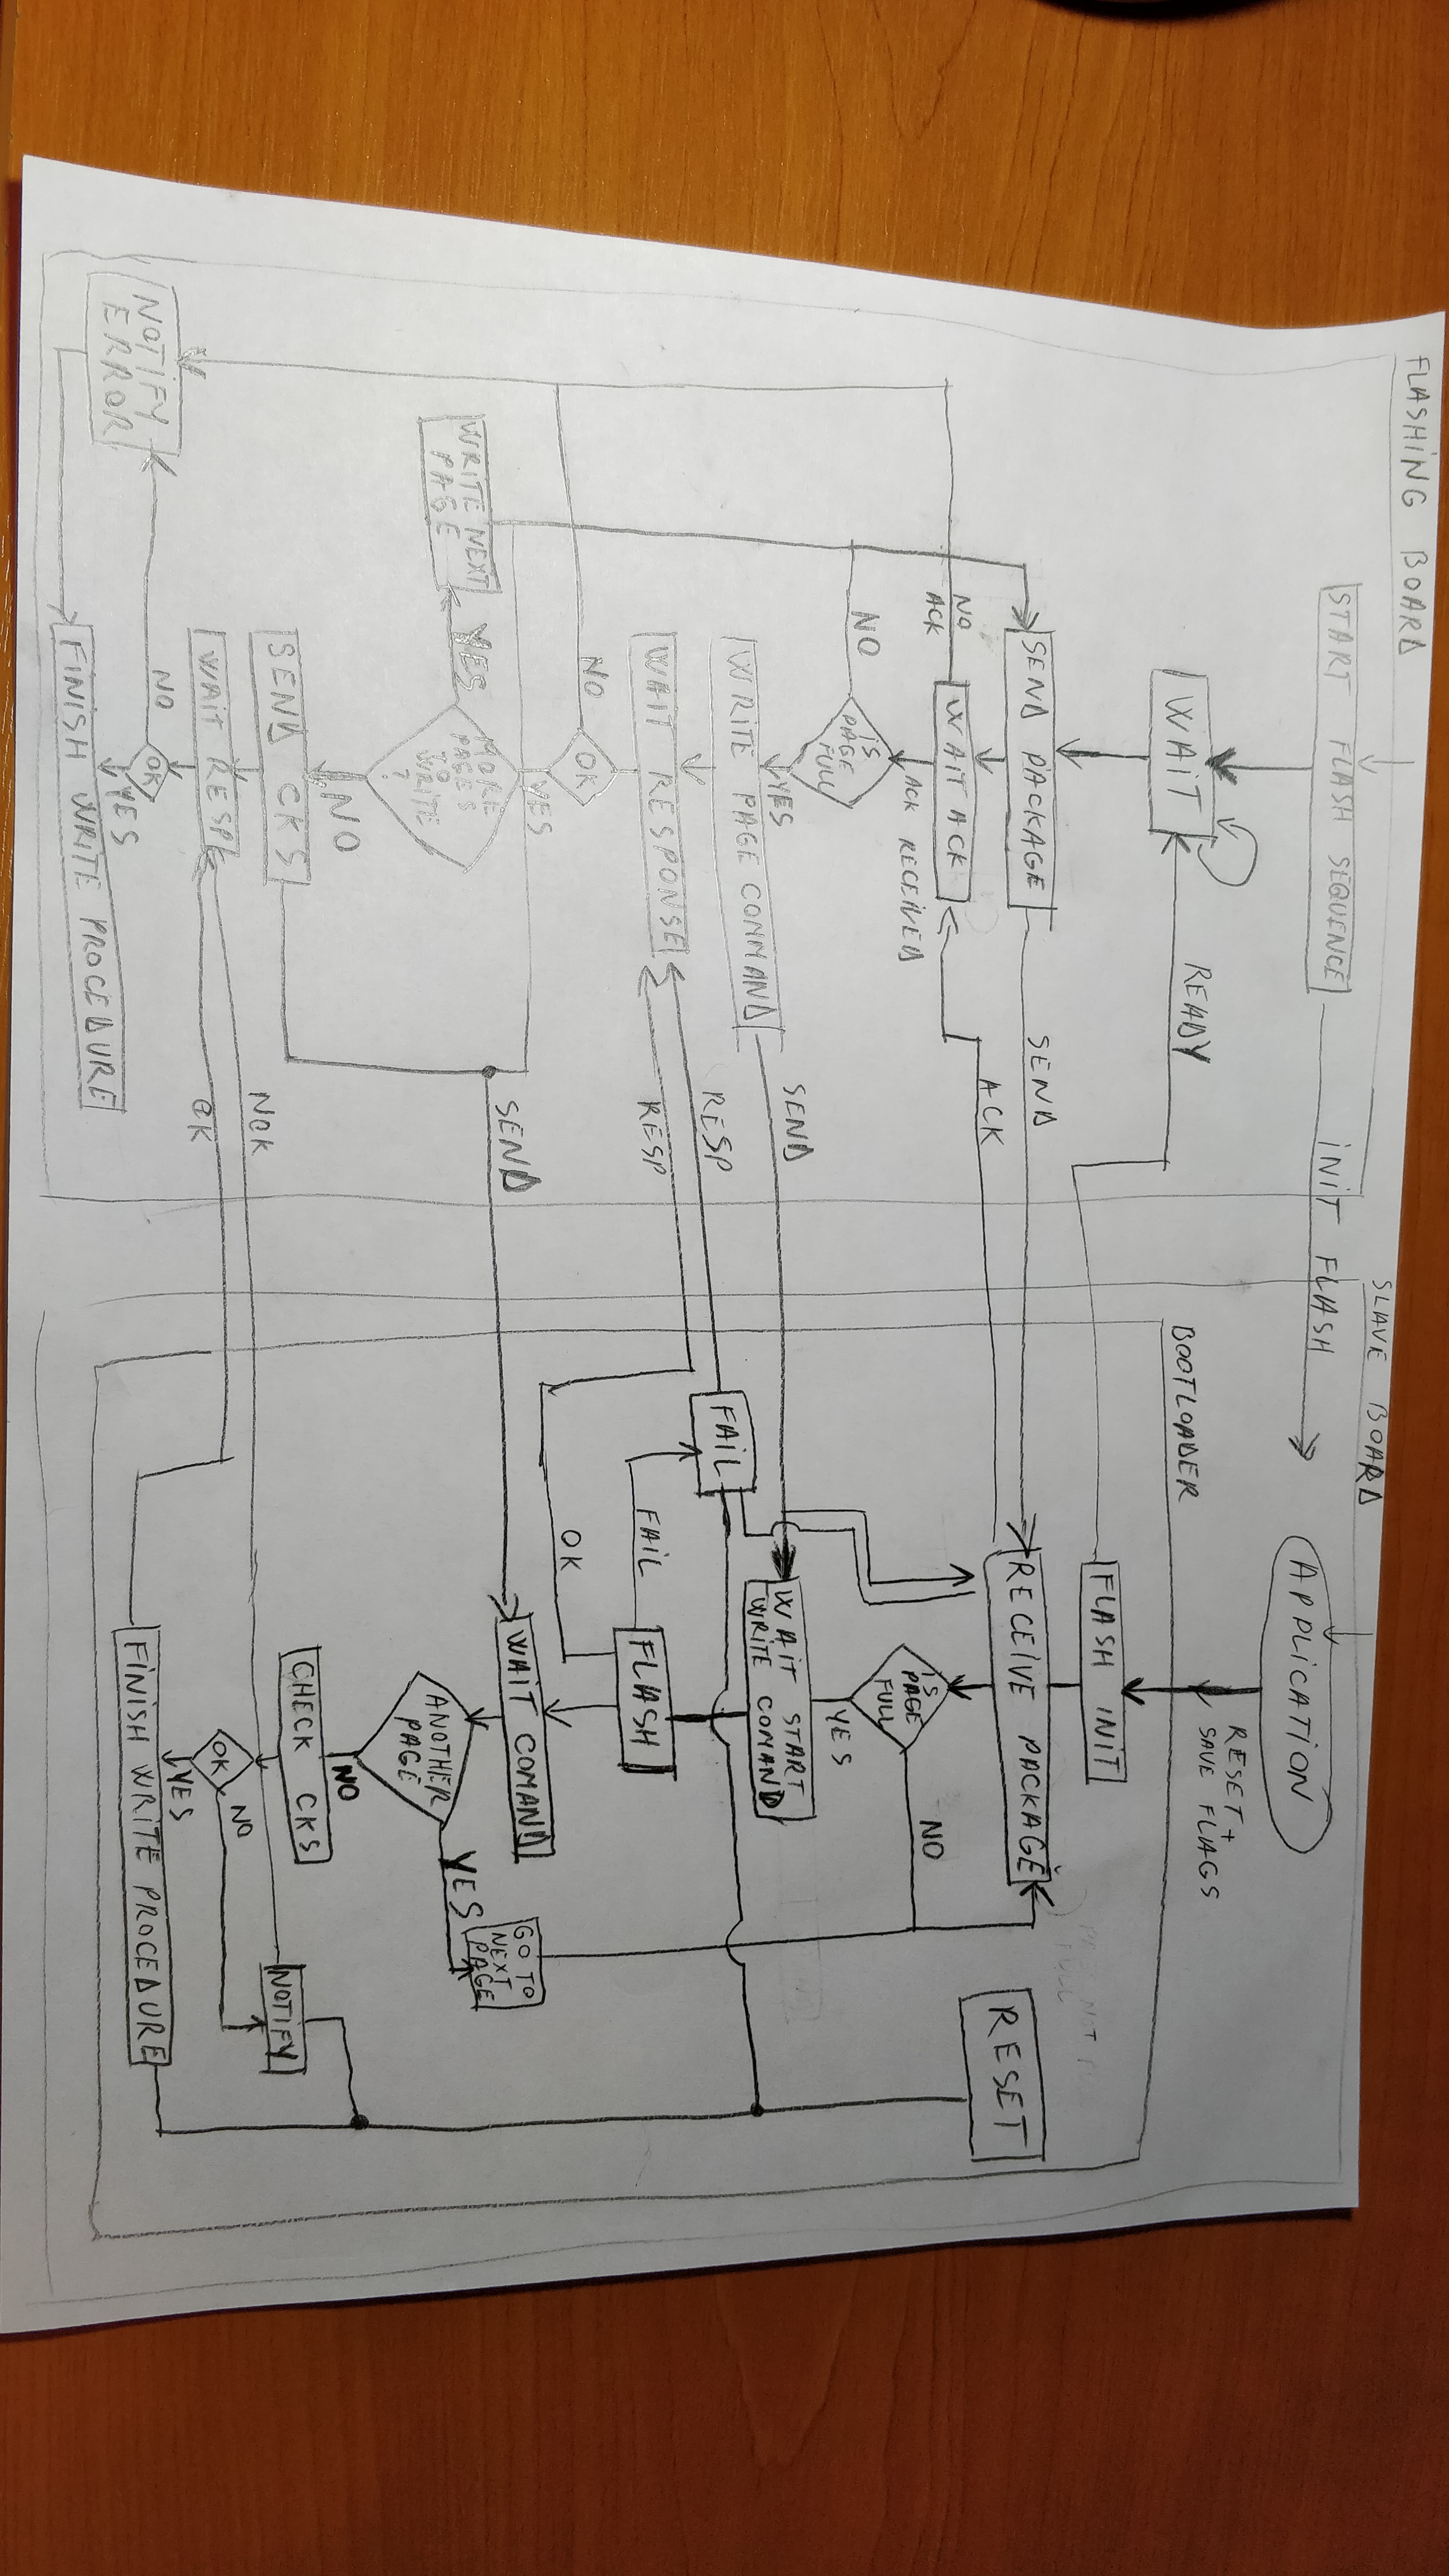 FLASHING BOARD
START FLASH SEQUENCE
INIT FLASH
WAIT
READY
SEND PACKAGE
SEND
NO
ACK
WAIT ACK
ACK
ACK RECEIVED
IS
PAGE
FULL
NO
YES
WRITE PAGE COMMAND
SEND
WAIT RESPONSE
RESP
RESP
NO
OK
YES
MORE
PAGES
TO
WRITE
?
YES
WRITE NEXT
PAGE
NO
SEND CKS
SEND
WAIT RESP
NOK
OK
OK
NO
YES
NOTIFY
ERROR
FINISH WRITE PROCEDURE
SLAVE BOARD
APPLICATION
RESET +
SAVE FLAGS
BOOTLOADER
FLASH INIT
RECEIVE PACKAGE
RESET
IS
PAGE
FULL
NO
YES
WAIT START
WRITE COMAND
FAIL
FAIL
FLASH
OK
WAIT COMAND
ANOTHER
PAGE
YES
GO TO
NEXT
PAGE
NO
CHECK CKS
OK
NO
YES
NOTIFY
FINISH WRITE PROCEDURE